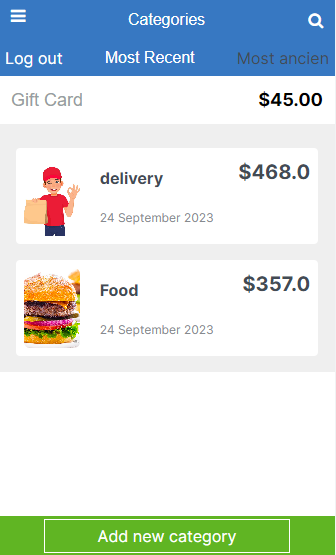 Categories
Log out Most Recent Most ancien
Gift Card $45.00
delivery $468.0
24 September 2023
Food $357.0
24 September 2023
Add new category